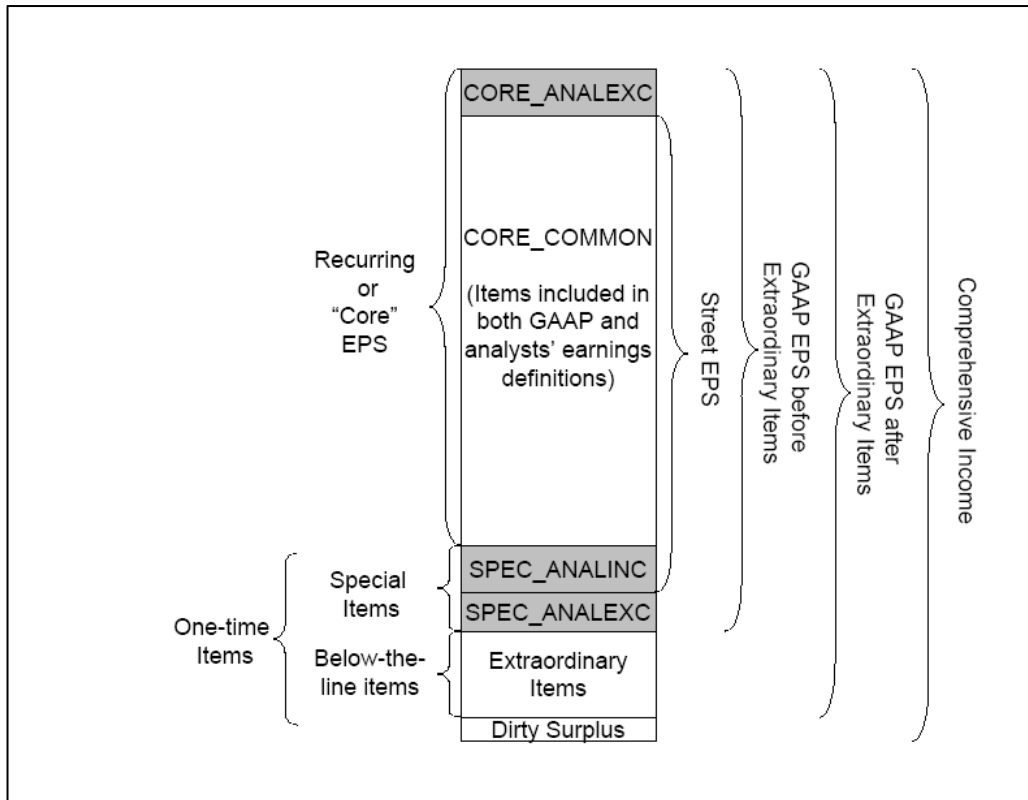 CORE_ANALEXC
CORE_COMMON
(Items included in
both GAAP and
analysts’ earnings
definitions)
Recurring
or
“Core”
EPS
SPEC_ANALINC
SPEC_ANALEXC
Special
Items
One-time
Items
Below-the-
line items
Extraordinary
Items
Dirty Surplus
Street EPS
GAAP EPS before
Extraordinary Items
GAAP EPS after
Extraordinary Items
Comprehensive Income